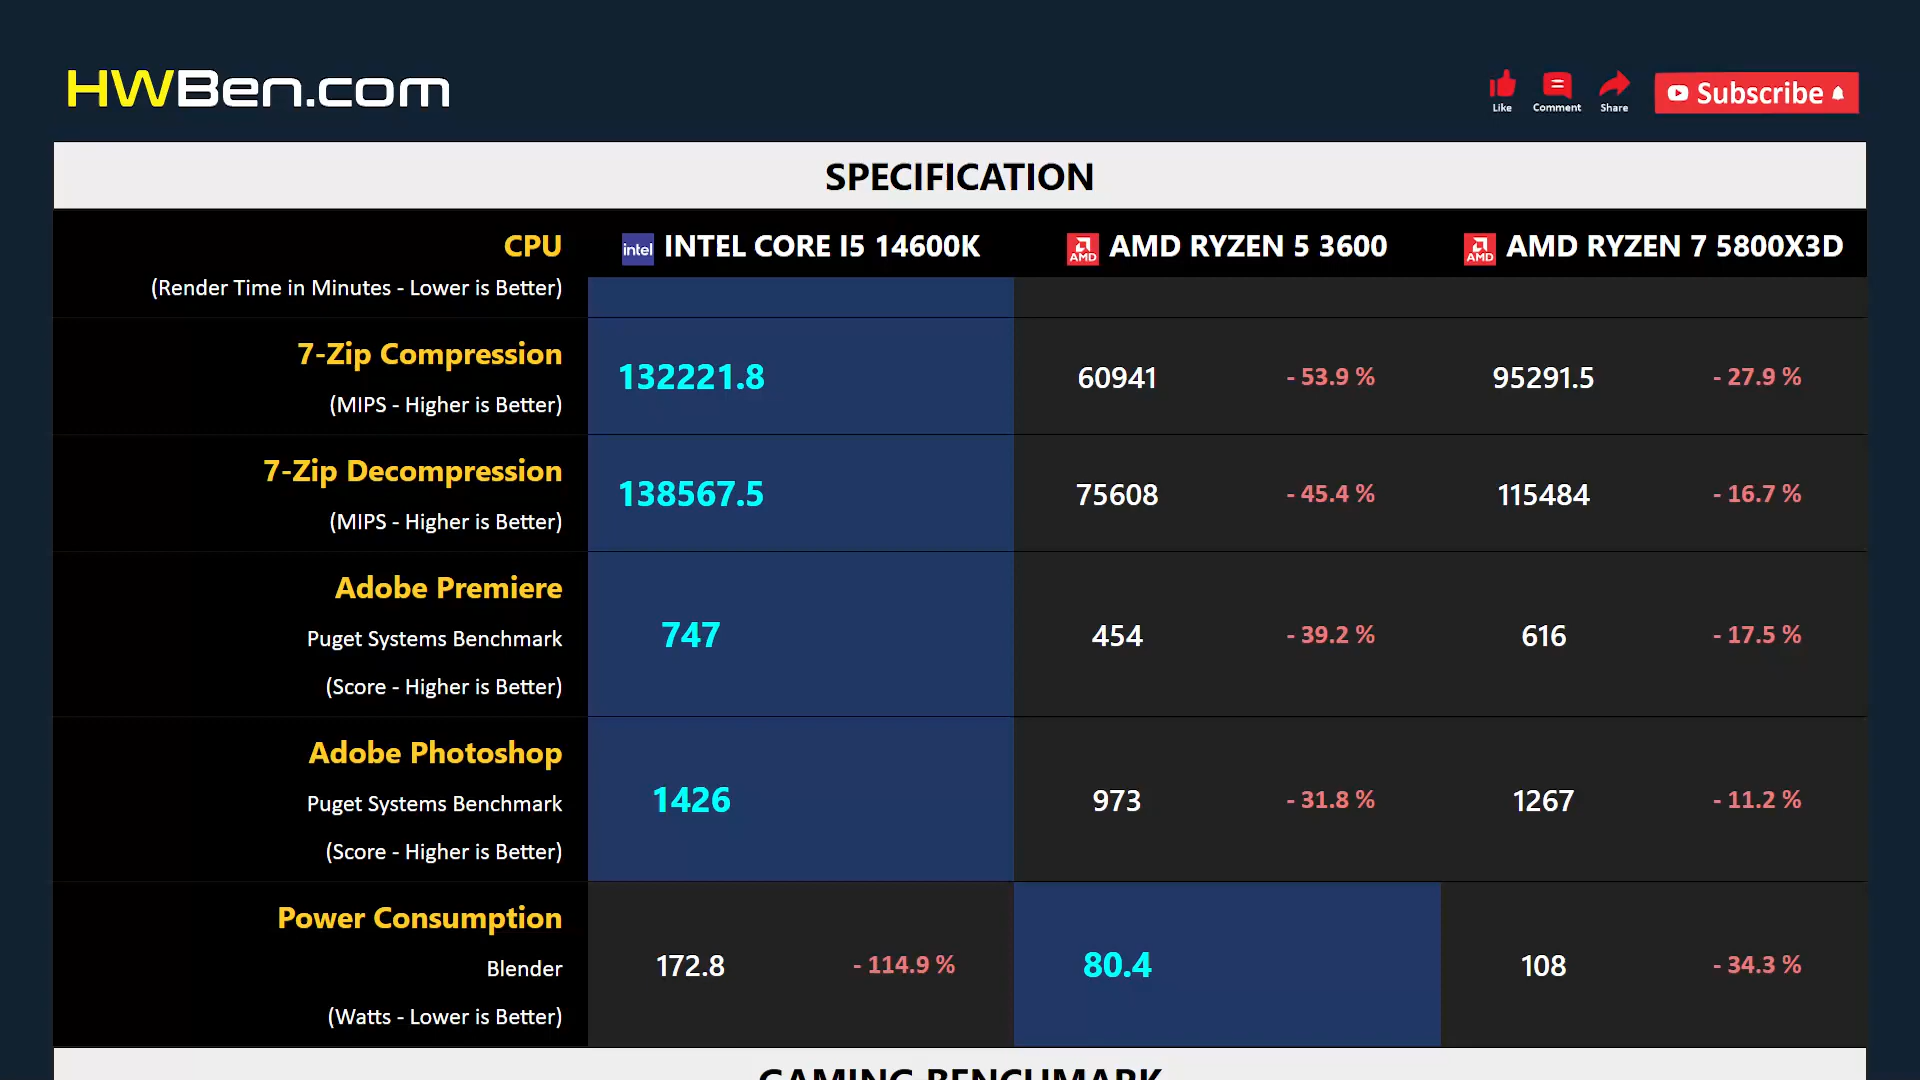 HWBen.com
Like
Comment
Share
Subscribe
SPECIFICATION
CPU
intel INTEL CORE I5 14600K
AMD AMD RYZEN 5 3600
AMD AMD RYZEN 7 5800X3D
(Render Time in Minutes - Lower is Better)
7-Zip Compression
(MIPS - Higher is Better)
132221.8
60941
- 53.9 %
95291.5
- 27.9 %
7-Zip Decompression
(MIPS - Higher is Better)
138567.5
75608
- 45.4 %
115484
- 16.7 %
Adobe Premiere
Puget Systems Benchmark
(Score - Higher is Better)
747
454
- 39.2 %
616
- 17.5 %
Adobe Photoshop
Puget Systems Benchmark
(Score - Higher is Better)
1426
973
- 31.8 %
1267
- 11.2 %
Power Consumption
Blender
(Watts - Lower is Better)
172.8
- 114.9 %
80.4
108
- 34.3 %
GAMING BENCHMARK